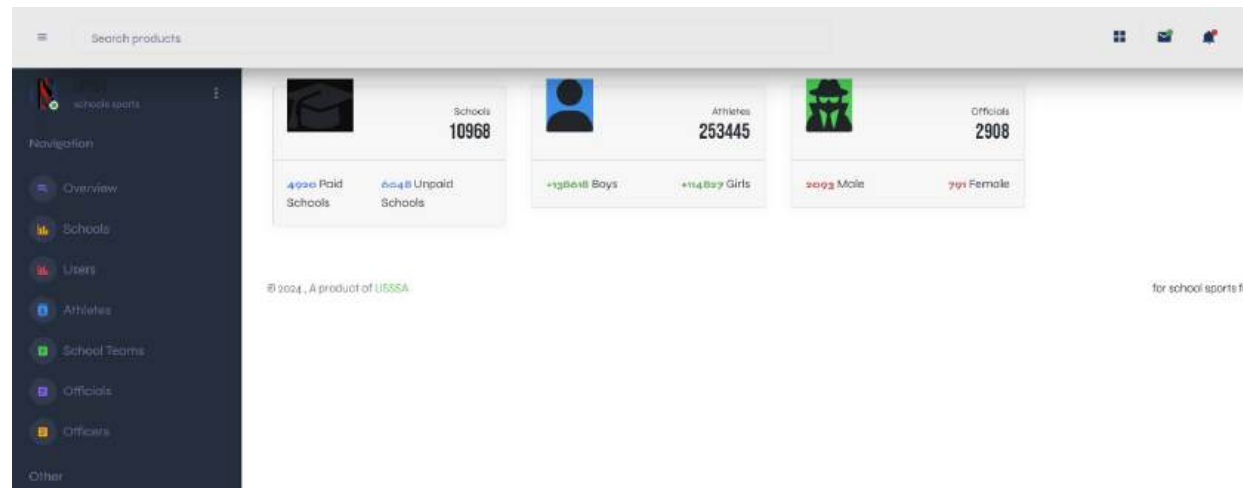 Search products
schools sports
Navigation
Overview
Schools
Users
Athletes
School Teams
Officials
Officers
Other
Schools
10968
4920 Paid Schools
6048 Unpaid Schools
Athletes
253445
+138618 Boys
+114827 Girls
Officials
2908
2093 Male
791 Female
© 2024 , A product of USSSA
for school sports f